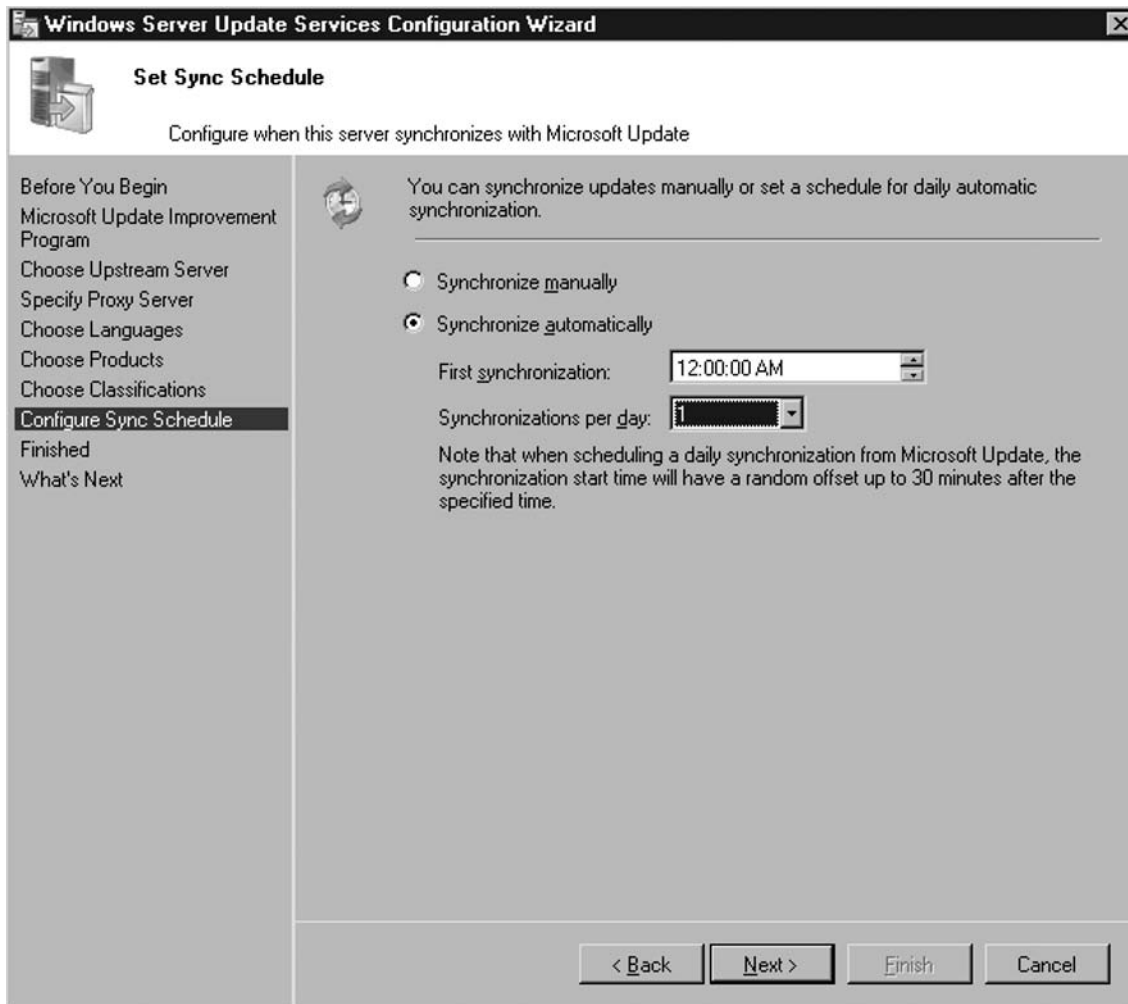 Windows Server Update Services Configuration Wizard
Set Sync Schedule
Configure when this server synchronizes with Microsoft Update
Before You Begin
Microsoft Update Improvement
Program
Choose Upstream Server
Specify Proxy Server
Choose Languages
Choose Products
Choose Classifications
Configure Sync Schedule
Finished
What's Next
You can synchronize updates manually or set a schedule for daily automatic
synchronization.
Synchronize manually
Synchronize automatically
First synchronization: 12:00:00 AM
Synchronizations per day: 1
Note that when scheduling a daily synchronization from Microsoft Update, the
synchronization start time will have a random offset up to 30 minutes after the
specified time.
< Back Next > Finish Cancel